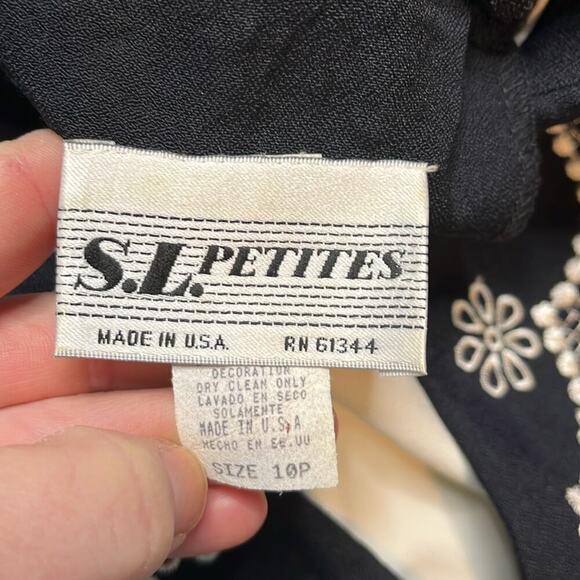 S.L. PETITES
MADE IN U.S.A. RN 61344
DECORATION
DRY CLEAN ONLY
LAVADO EN SECO
SOLAMENTE
MADE IN U.S.A
HECHO EN EE.UU
SIZE 10P